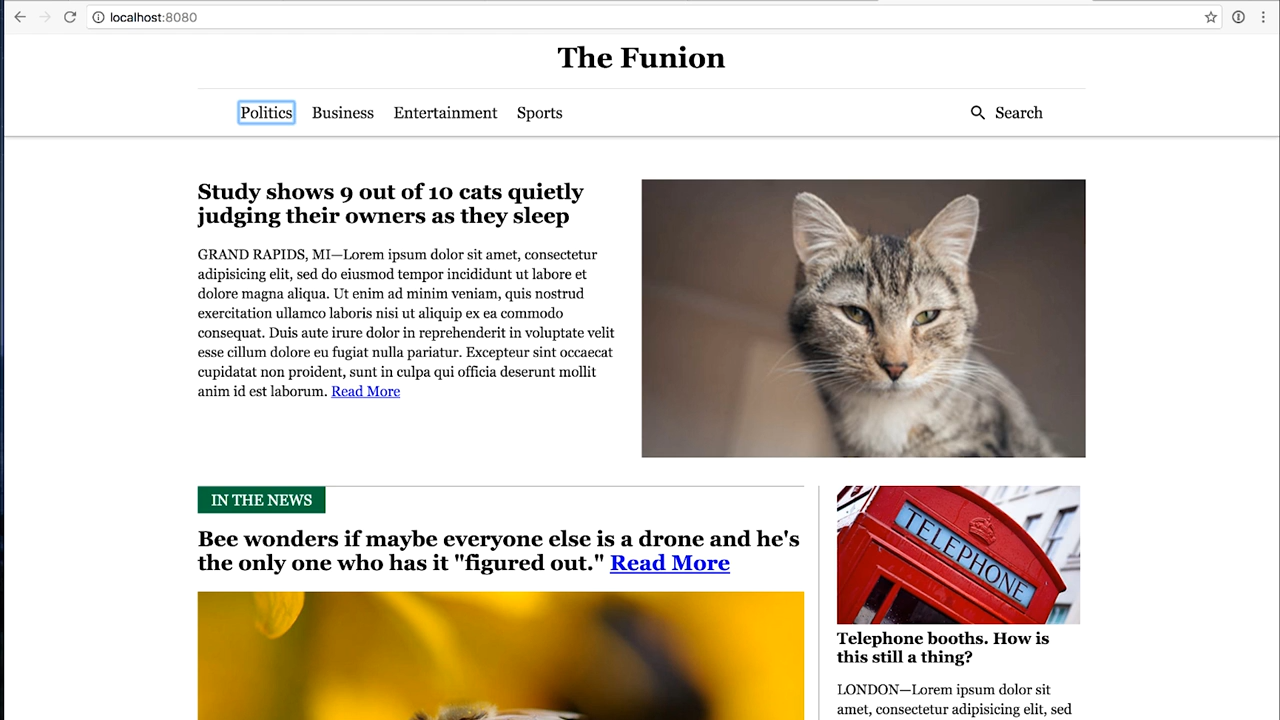 localhost:8080
The Funion
Politics Business Entertainment Sports Search
Study shows 9 out of 10 cats quietly
judging their owners as they sleep
GRAND RAPIDS, MI—Lorem ipsum dolor sit amet, consectetur
adipisicing elit, sed do eiusmod tempor incididunt ut labore et
dolore magna aliqua. Ut enim ad minim veniam, quis nostrud
exercitation ullamco laboris nisi ut aliquip ex ea commodo
consequat. Duis aute irure dolor in reprehenderit in voluptate velit
esse cillum dolore eu fugiat nulla pariatur. Excepteur sint occaecat
cupidatat non proident, sunt in culpa qui officia deserunt mollit
anim id est laborum. Read More
IN THE NEWS
Bee wonders if maybe everyone else is a drone and he's
the only one who has it "figured out." Read More
TELEPHONE
Telephone booths. How is
this still a thing?
LONDON—Lorem ipsum dolor sit
amet, consectetur adipisicing elit, sed